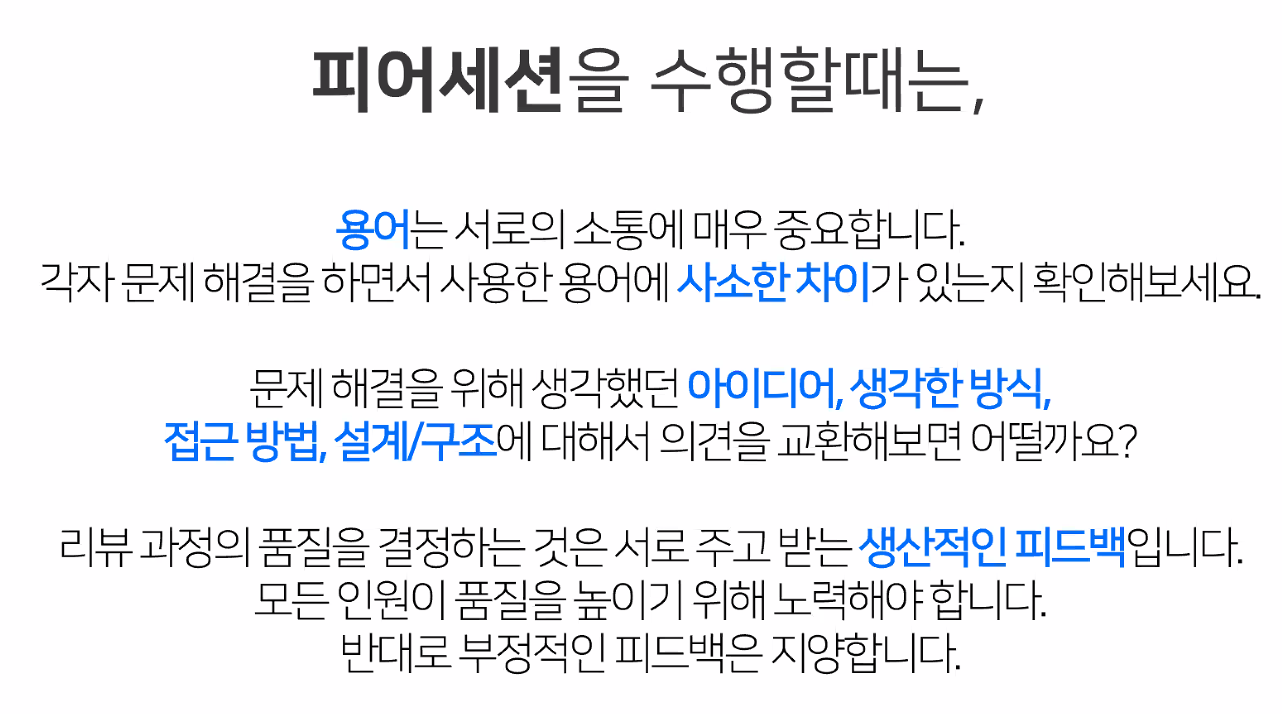 피어세션을 수행할때는,
용어는 서로의 소통에 매우 중요합니다.
각자 문제 해결을 하면서 사용한 용어에 사소한 차이가 있는지 확인해보세요.
문제 해결을 위해 생각했던 아이디어, 생각한 방식,
접근 방법, 설계/구조에 대해서 의견을 교환해보면 어떨까요?
리뷰 과정의 품질을 결정하는 것은 서로 주고 받는 생산적인 피드백입니다.
모든 인원이 품질을 높이기 위해 노력해야 합니다.
반대로 부정적인 피드백은 지양합니다.